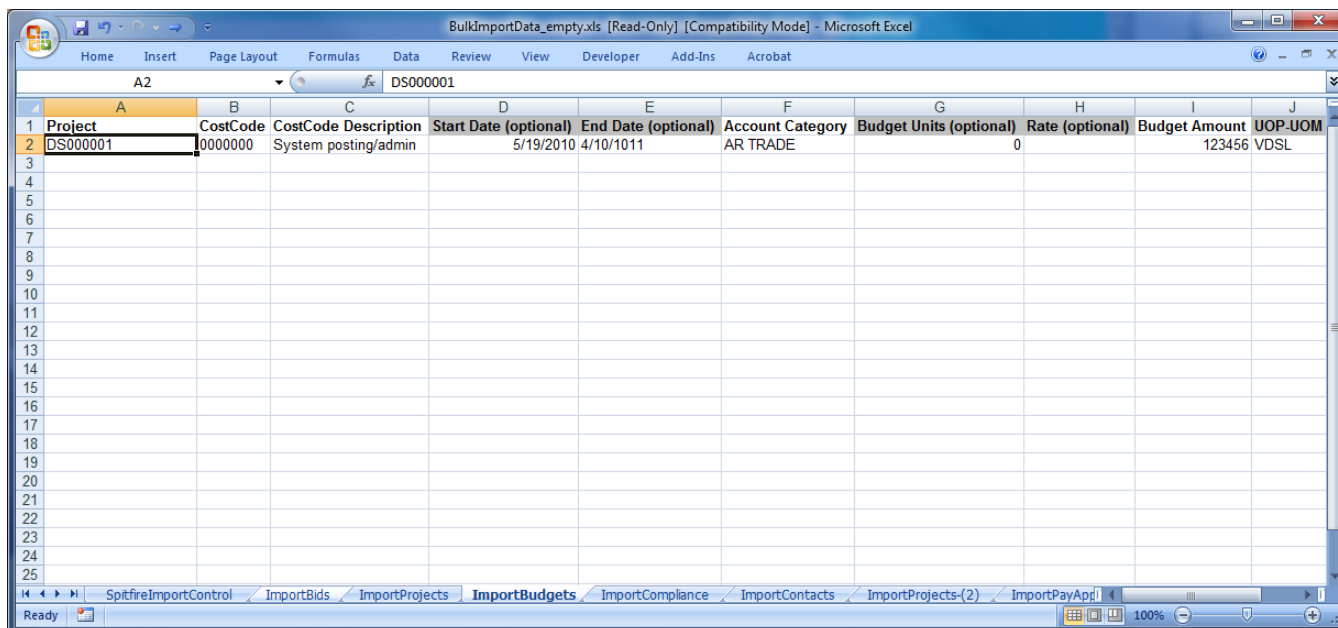 BulkImportData_empty.xls [Read-Only] [Compatibility Mode] - Microsoft Excel
Home Insert Page Layout Formulas Data Review View Developer Add-Ins Acrobat
A2 fx DS000001
A B C D E F G H I J
1 Project CostCode CostCode Description Start Date (optional) End Date (optional) Account Category Budget Units (optional) Rate (optional) Budget Amount UOP-UOM
2 DS000001 0000000 System posting/admin 5/19/2010 4/10/1011 AR TRADE 0 123456 VDSL
3
4
5
6
7
8
9
10
11
12
13
14
15
16
17
18
19
20
21
22
23
24
25
SpitfireImportControl ImportBids ImportProjects ImportBudgets ImportCompliance ImportContacts ImportProjects-(2) ImportPayAppl
Ready 100%